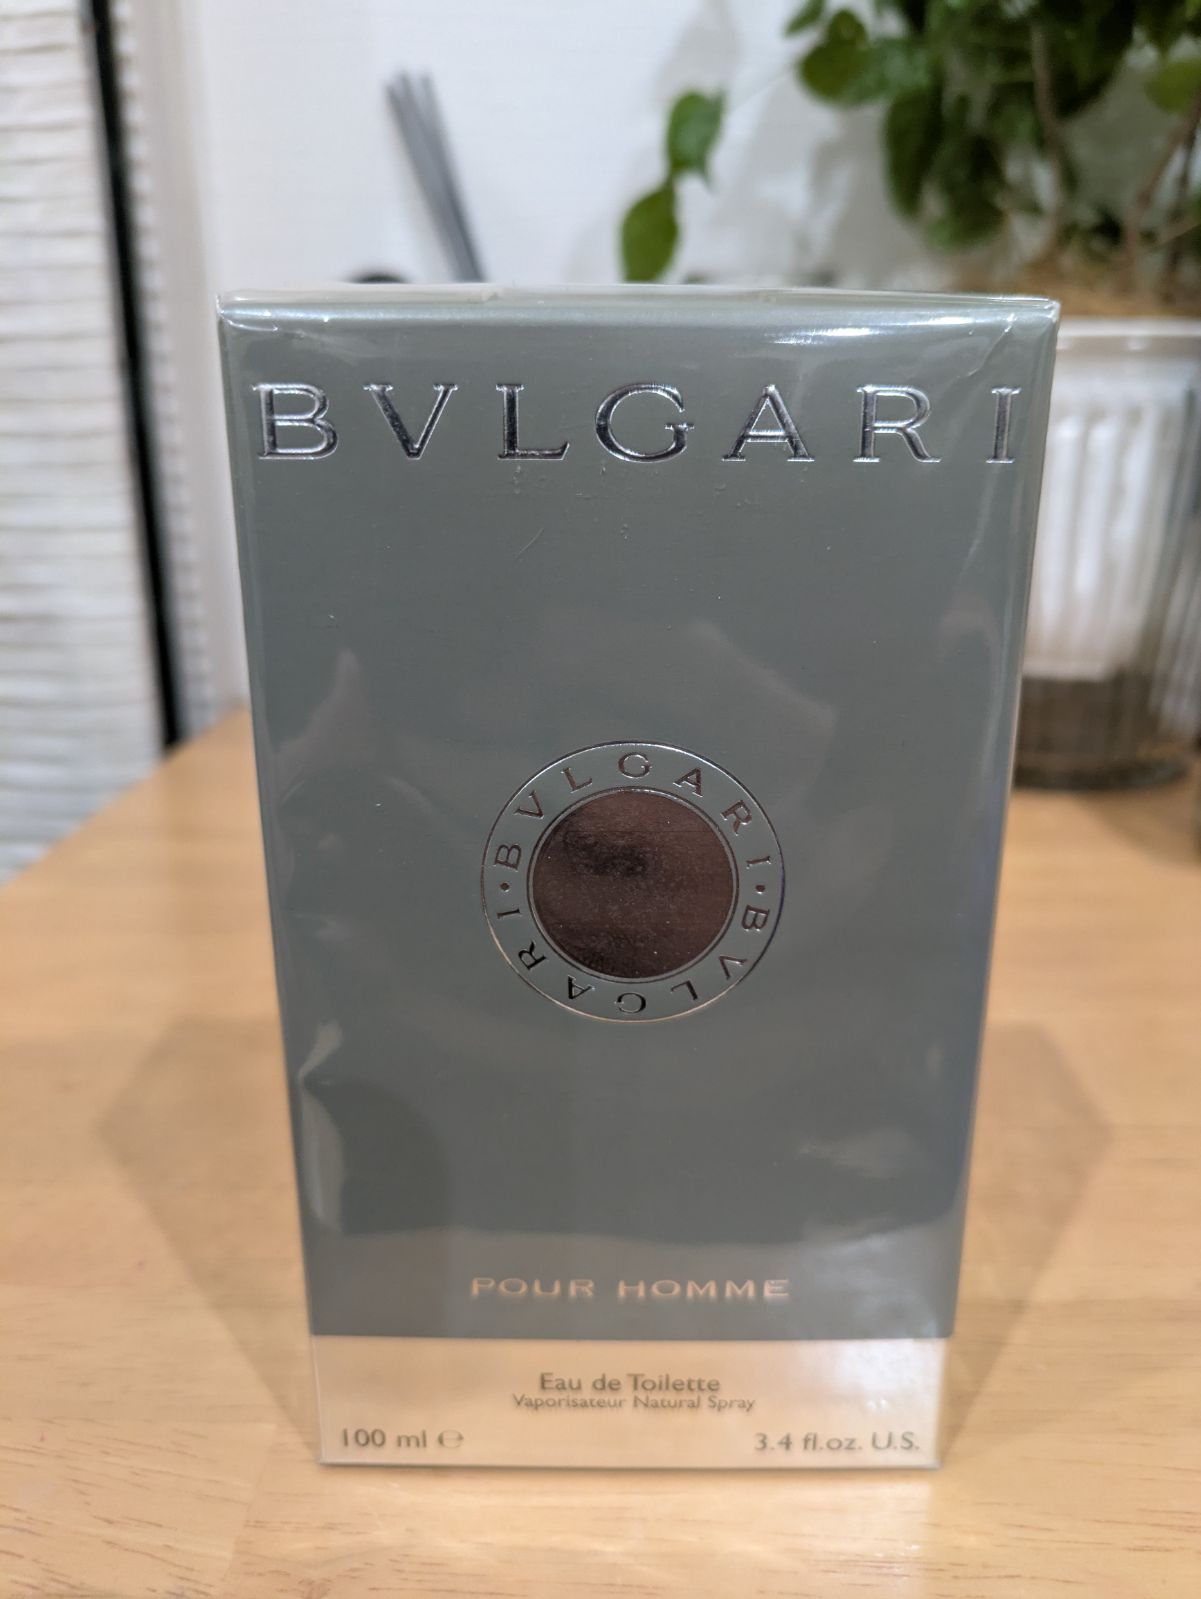 BVLGARI
BVLGARI • BVLGARI •
POUR HOMME
Eau de Toilette
Vaporisateur Natural Spray
100 ml ℮
3.4 fl.oz. U.S.